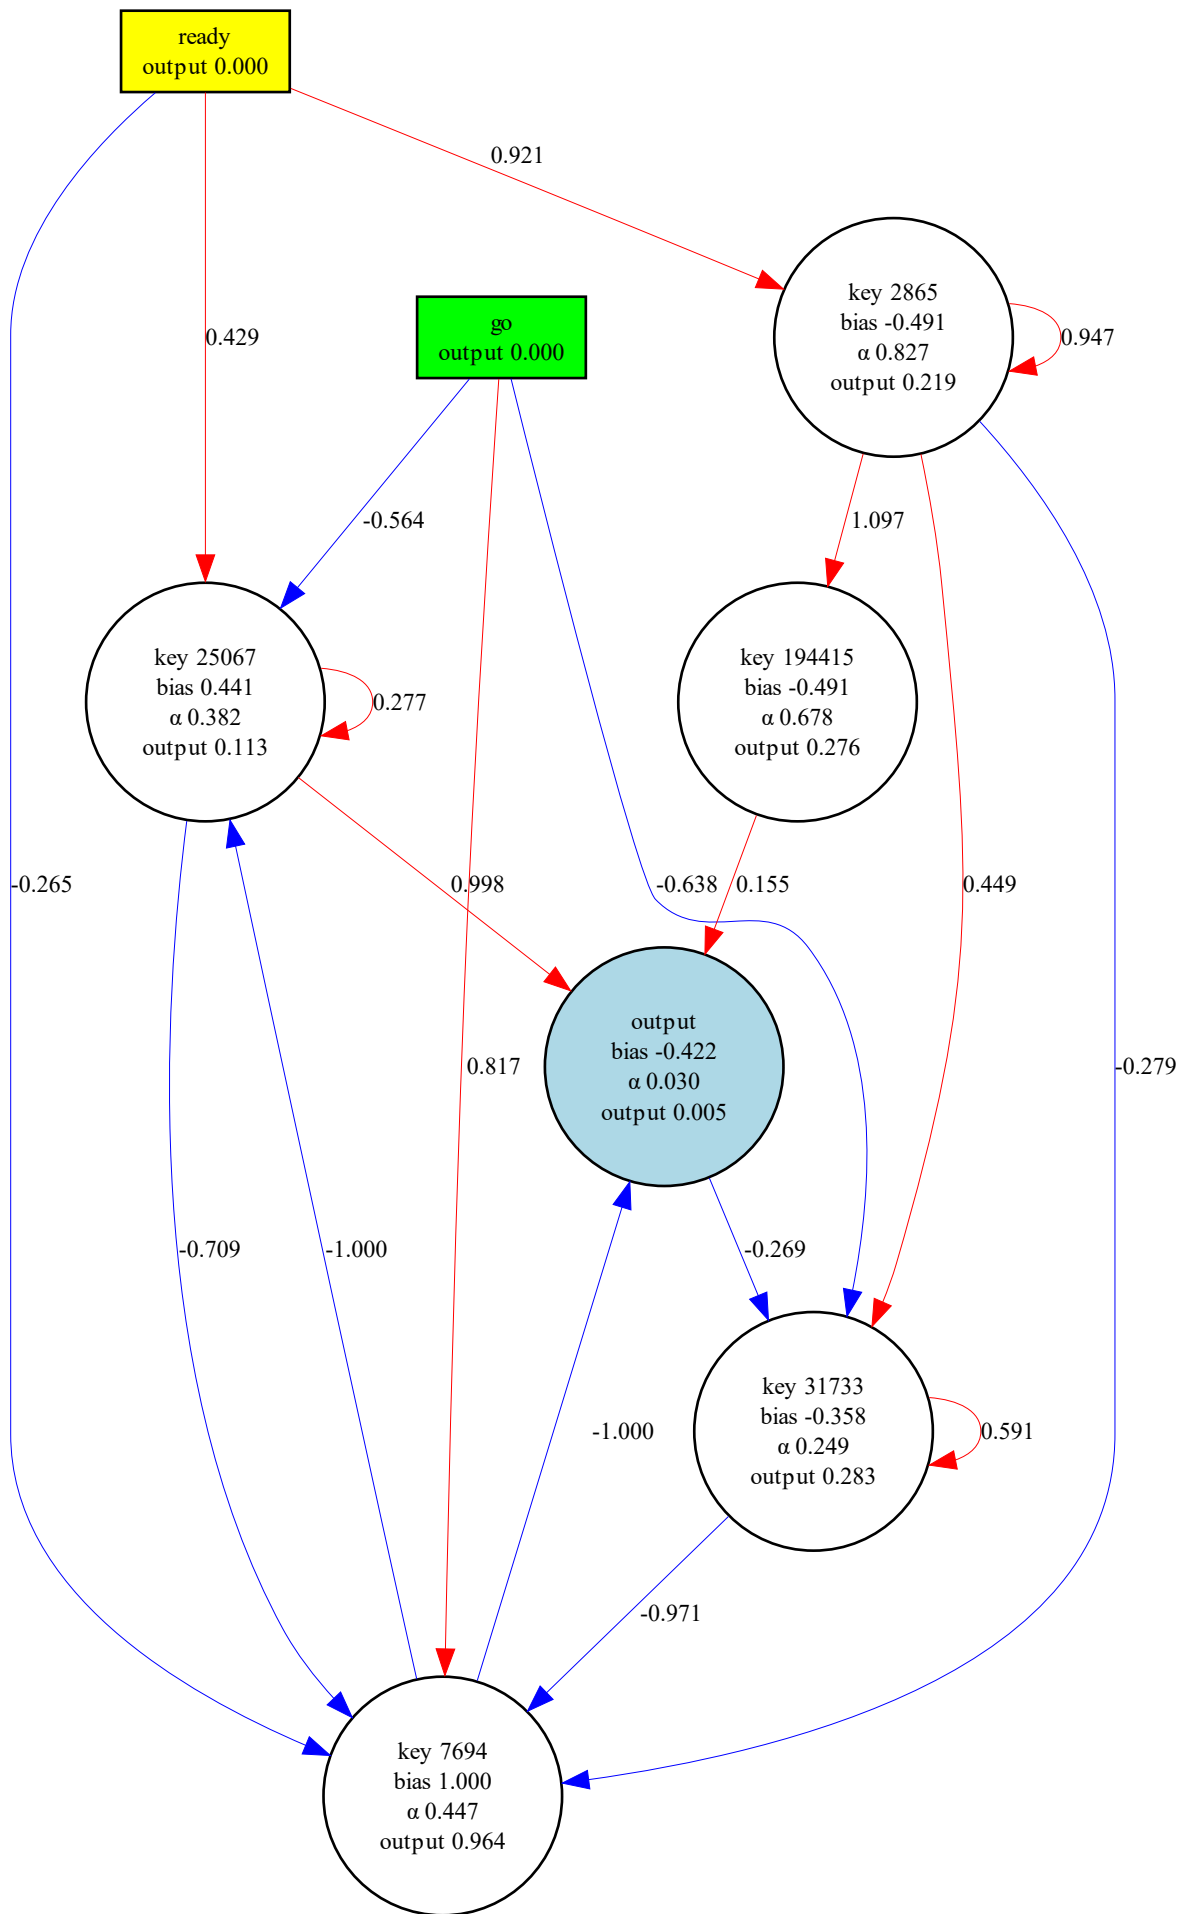 ready
output 0.000
0.921
key 2865
bias -0.491
α 0.827
output 0.219
0.947
go
output 0.000
0.429
-0.564
1.097
key 25067
bias 0.441
α 0.382
output 0.113
0.277
key 194415
bias -0.491
α 0.678
output 0.276
-0.265
0.998
-0.638
0.155
0.449
output
bias -0.422
α 0.030
output 0.005
0.817
-0.279
-0.709
-1.000
-0.269
key 31733
bias -0.358
α 0.249
output 0.283
-1.000
0.591
-0.971
key 7694
bias 1.000
α 0.447
output 0.964